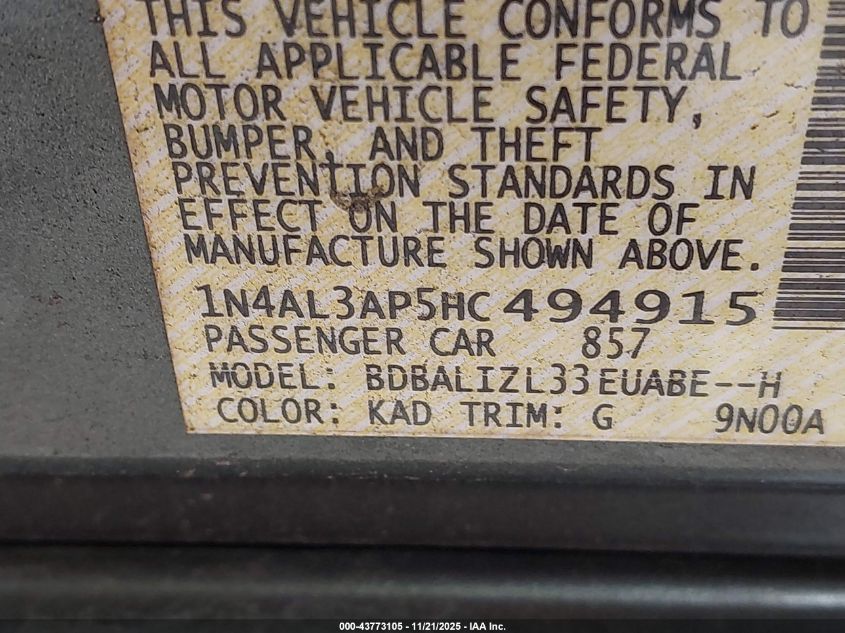 THIS VEHICLE CONFORMS TO
ALL APPLICABLE FEDERAL
MOTOR VEHICLE SAFETY,
BUMPER, AND THEFT
PREVENTION STANDARDS IN
EFFECT ON THE DATE OF
MANUFACTURE SHOWN ABOVE.
1N4AL3AP5HC494915
PASSENGER CAR 857
MODEL: BDBALIZL33EUABE--H
COLOR: KAD TRIM: G 9N00A
000-43773105 - 11/21/2025 - IAA Inc.